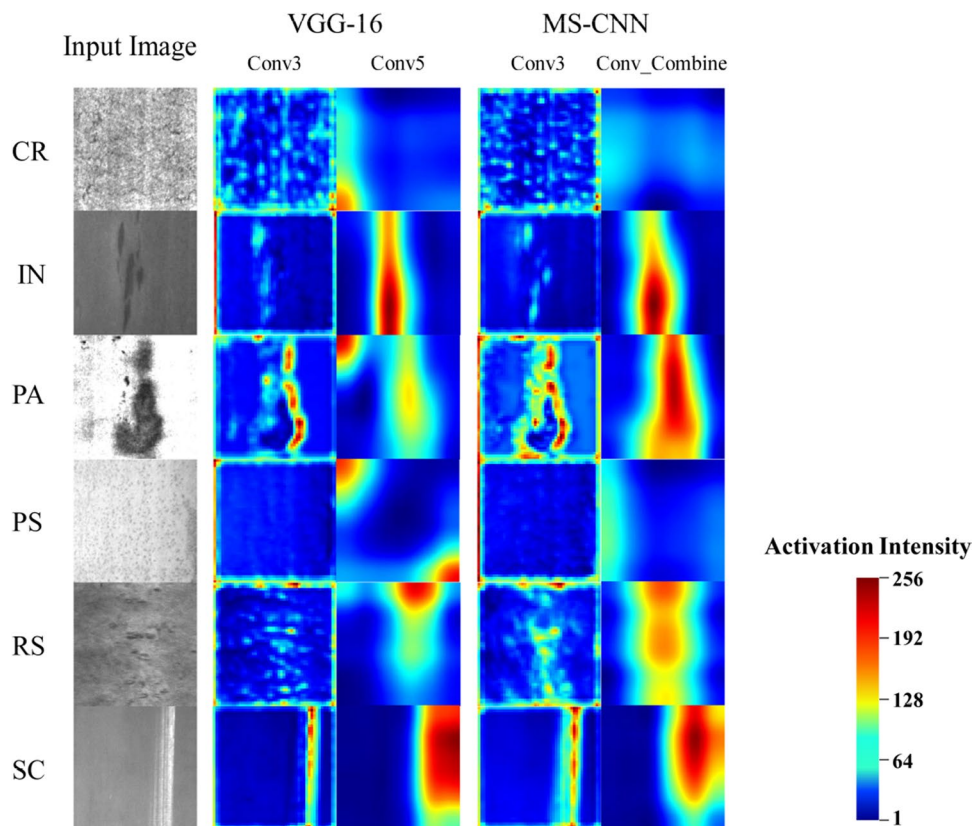 VGG-16 MS-CNN
Input Image Conv3 Conv5 Conv3 Conv_Combine
CR
IN
PA
PS
RS
SC
Activation Intensity
256
192
128
64
1